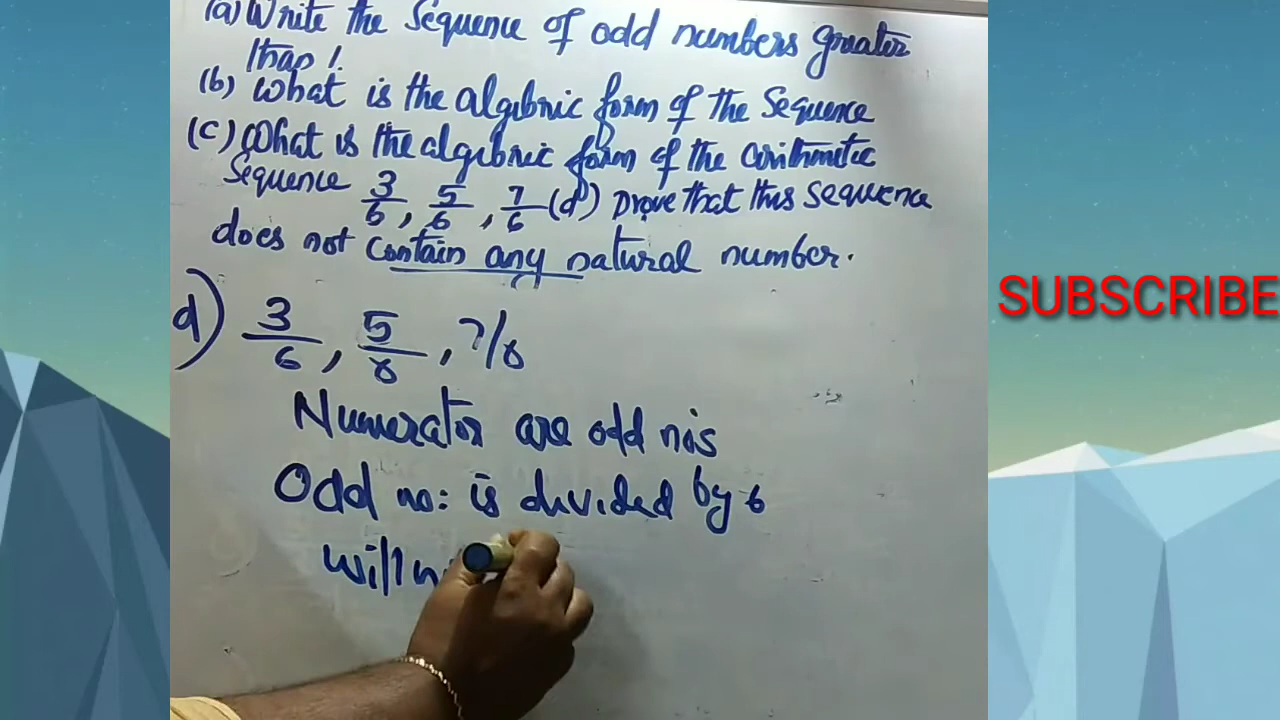 (a) Write the Sequence of odd numbers greater
than 1.
(b) What is the algebric form of the Sequence
(c) What is the algebric form of the arithmetic
Sequence 3/6, 5/6, 7/6 (d) prove that this sequence
does not contain any natural number.
d) 3/6, 5/6, 7/6
Numerator are odd nos
Odd no: is divided by 6
will
SUBSCRIBE